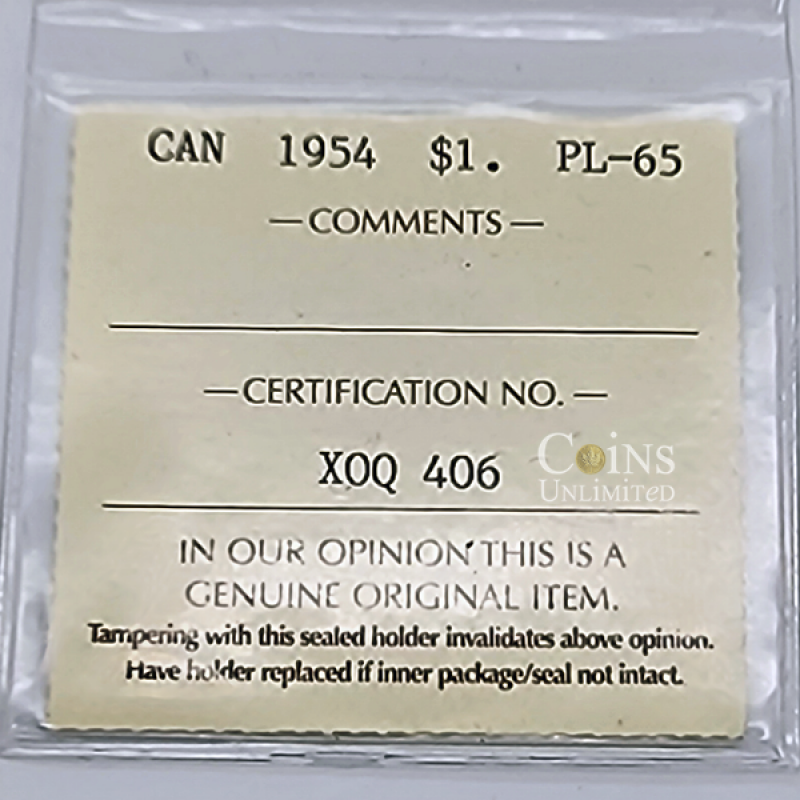 CAN 1954 $1. PL-65
—COMMENTS—
—CERTIFICATION NO.—
XOQ 406
Coins
UNLIMITED
IN OUR OPINION THIS IS A
GENUINE ORIGINAL ITEM.
Tampering with this sealed holder invalidates above opinion.
Have holder replaced if inner package/seal not intact.